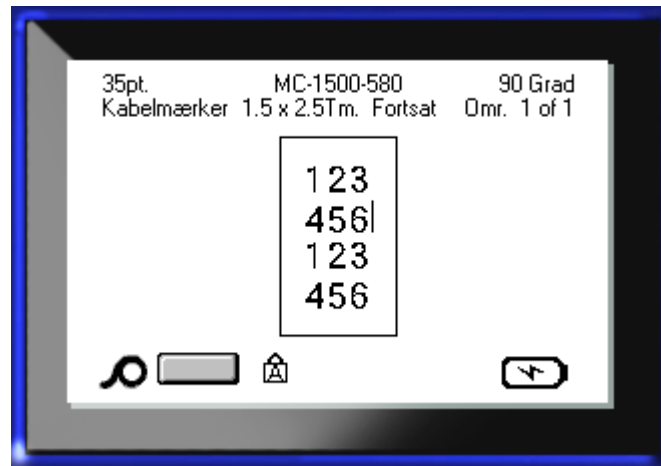 35pt. MC-1500-580 90 Grad
Kabelmærker 1.5 x 2.5Tm. Fortsat Omr. 1 of 1
123
456
123
456
A